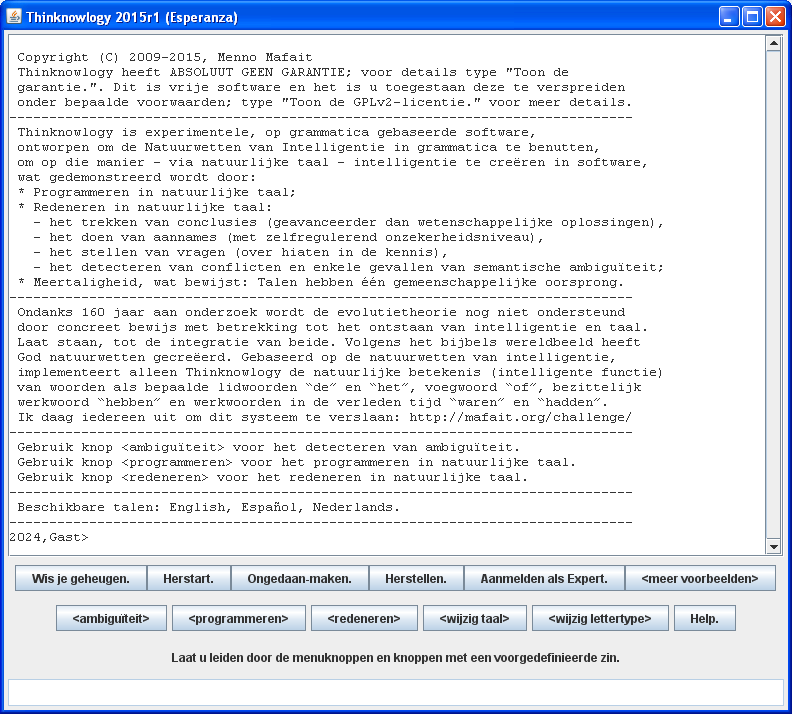 Thinknowlogy 2015r1 (Esperanza)
Copyright (C) 2009-2015, Menno Mafait
Thinknowlogy heeft ABSOLUUT GEEN GARANTIE; voor details type "Toon de
garantie.". Dit is vrije software en het is u toegestaan deze te verspreiden
onder bepaalde voorwaarden; type "Toon de GPLv2-licentie." voor meer details.
Thinknowlogy is experimentele, op grammatica gebaseerde software,
ontworpen om de Natuurwetten van Intelligentie in grammatica te benutten,
om op die manier - via natuurlijke taal - intelligentie te creëren in software,
wat gedemonstreerd wordt door:
* Programmeren in natuurlijke taal;
* Redeneren in natuurlijke taal:
- het trekken van conclusies (geavanceerder dan wetenschappelijke oplossingen),
- het doen van aannames (met zelfregulerend onzekerheidsniveau),
- het stellen van vragen (over hiaten in de kennis),
- het detecteren van conflicten en enkele gevallen van semantische ambiguïteit;
* Meertaligheid, wat bewijst: Talen hebben één gemeenschappelijke oorsprong.
Ondanks 160 jaar aan onderzoek wordt de evolutietheorie nog niet ondersteund
door concreet bewijs met betrekking tot het ontstaan van intelligentie en taal.
Laat staan, tot de integratie van beide. Volgens het bijbels wereldbeeld heeft
God natuurwetten gecreëerd. Gebaseerd op de natuurwetten van intelligentie,
implementeert alleen Thinknowlogy de natuurlijke betekenis (intelligente functie)
van woorden als bepaalde lidwoorden “de” en “het”, voegwoord “of”, bezittelijk
werkwoord “hebben” en werkwoorden in de verleden tijd “waren” en “hadden”.
Ik daag iedereen uit om dit systeem te verslaan: http://mafait.org/challenge/
Gebruik knop <ambiguïteit> voor het detecteren van ambiguïteit.
Gebruik knop <programmeren> voor het programmeren in natuurlijke taal.
Gebruik knop <redeneren> voor het redeneren in natuurlijke taal.
Beschikbare talen: English, Español, Nederlands.
2024,Gast>
Wis je geheugen. Herstart. Ongedaan-maken. Herstellen. Aanmelden als Expert. <meer voorbeelden>
<ambiguïteit> <programmeren> <redeneren> <wijzig taal> <wijzig lettertype> Help.
Laat u leiden door de menuknoppen en knoppen met een voorgedefinieerde zin.